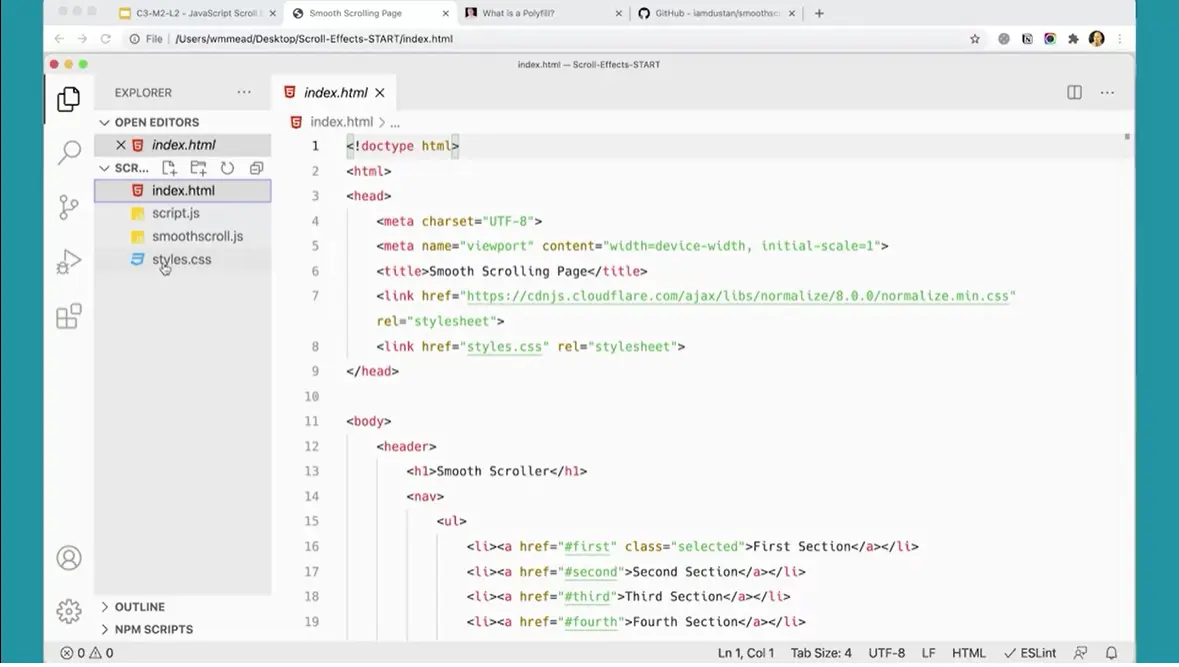 C3-M2-L2 - JavaScript Scroll
Smooth Scrolling Page
What is a Polyfill?
GitHub - iamdustan/smoothscr
File
/Users/wmmead/Desktop/Scroll-Effects-START/index.html
index.html — Scroll-Effects-START
EXPLORER
index.html
OPEN EDITORS
index.html > ...
index.html
SCR...
index.html
script.js
smoothscroll.js
styles.css
1 <!doctype html>
2 <html>
3 <head>
4 <meta charset="UTF-8">
5 <meta name="viewport" content="width=device-width, initial-scale=1">
6 <title>Smooth Scrolling Page</title>
7 <link href="https://cdnjs.cloudflare.com/ajax/libs/normalize/8.0.0/normalize.min.css"
rel="stylesheet">
8 <link href="styles.css" rel="stylesheet">
9 </head>
10
11 <body>
12 <header>
13 <h1>Smooth Scroller</h1>
14 <nav>
15 <ul>
16 <li><a href="#first" class="selected">First Section</a></li>
17 <li><a href="#second">Second Section</a></li>
18 <li><a href="#third">Third Section</a></li>
19 <li><a href="#fourth">Fourth Section</a></li>
OUTLINE
NPM SCRIPTS
0 0
Ln 1, Col 1
Tab Size: 4
UTF-8
LF
HTML
ESLint